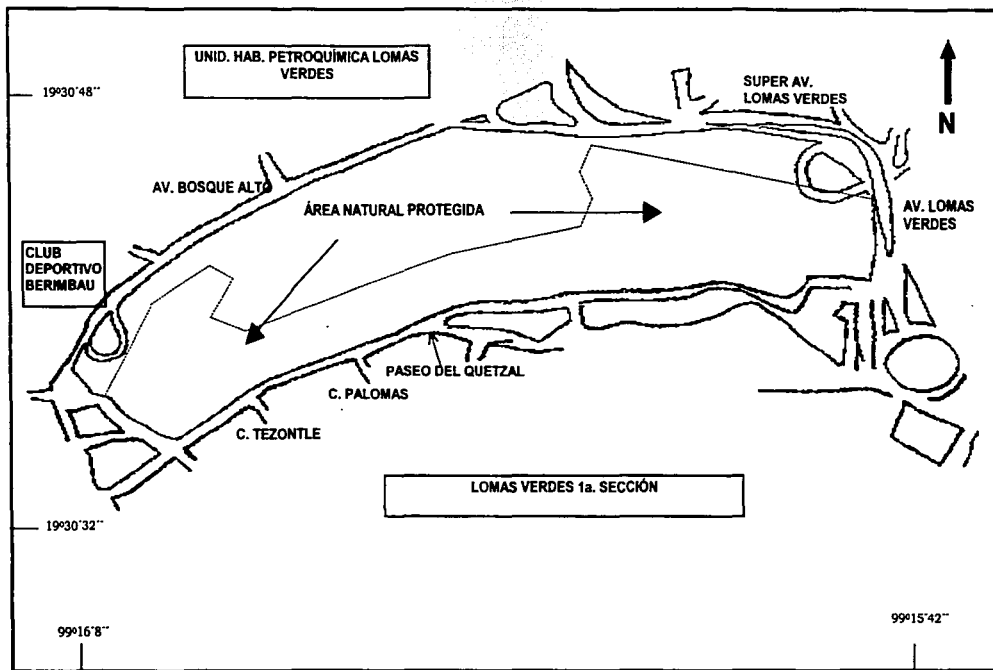 UNID. HAB. PETROQUÍMICA LOMAS
VERDES
19º30´48´´
SUPER AV.
LOMAS VERDES
N
AV. BOSQUE ALTO
ÁREA NATURAL PROTEGIDA
AV. LOMAS
VERDES
CLUB
DEPORTIVO
BERIMBAU
PASEO DEL QUETZAL
C. PALOMAS
C. TEZONTLE
LOMAS VERDES 1a. SECCIÓN
19º30´32´´
99º16´8´´
99º15´42´´